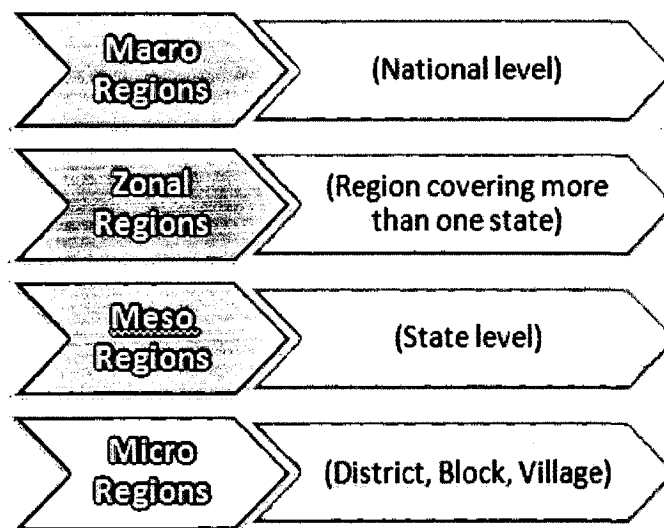 Macro
Regions
(National level)
Zonal
Regions
(Region covering more
than one state)
Meso
Regions
(State level)
Micro
Regions
(District, Block, Village)